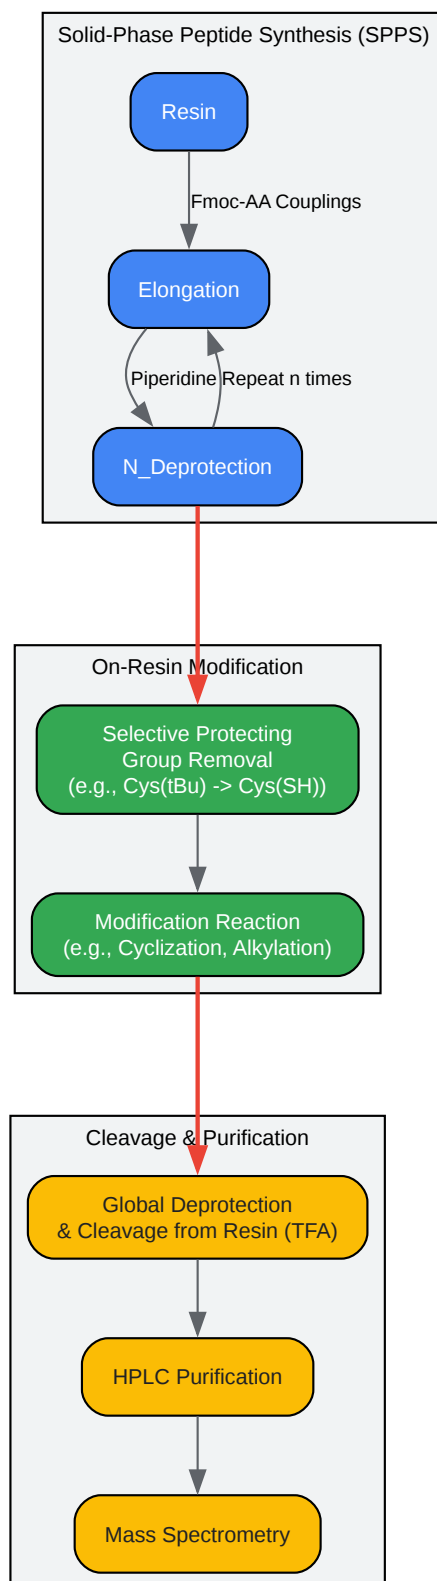 Solid-Phase Peptide Synthesis (SPPS)
Resin
Fmoc-AA Couplings
Elongation
Piperidine
Repeat n times
N_Deprotection
On-Resin Modification
Selective Protecting
Group Removal
(e.g., Cys(tBu) -> Cys(SH))
Modification Reaction
(e.g., Cyclization, Alkylation)
Cleavage & Purification
Global Deprotection
& Cleavage from Resin (TFA)
HPLC Purification
Mass Spectrometry